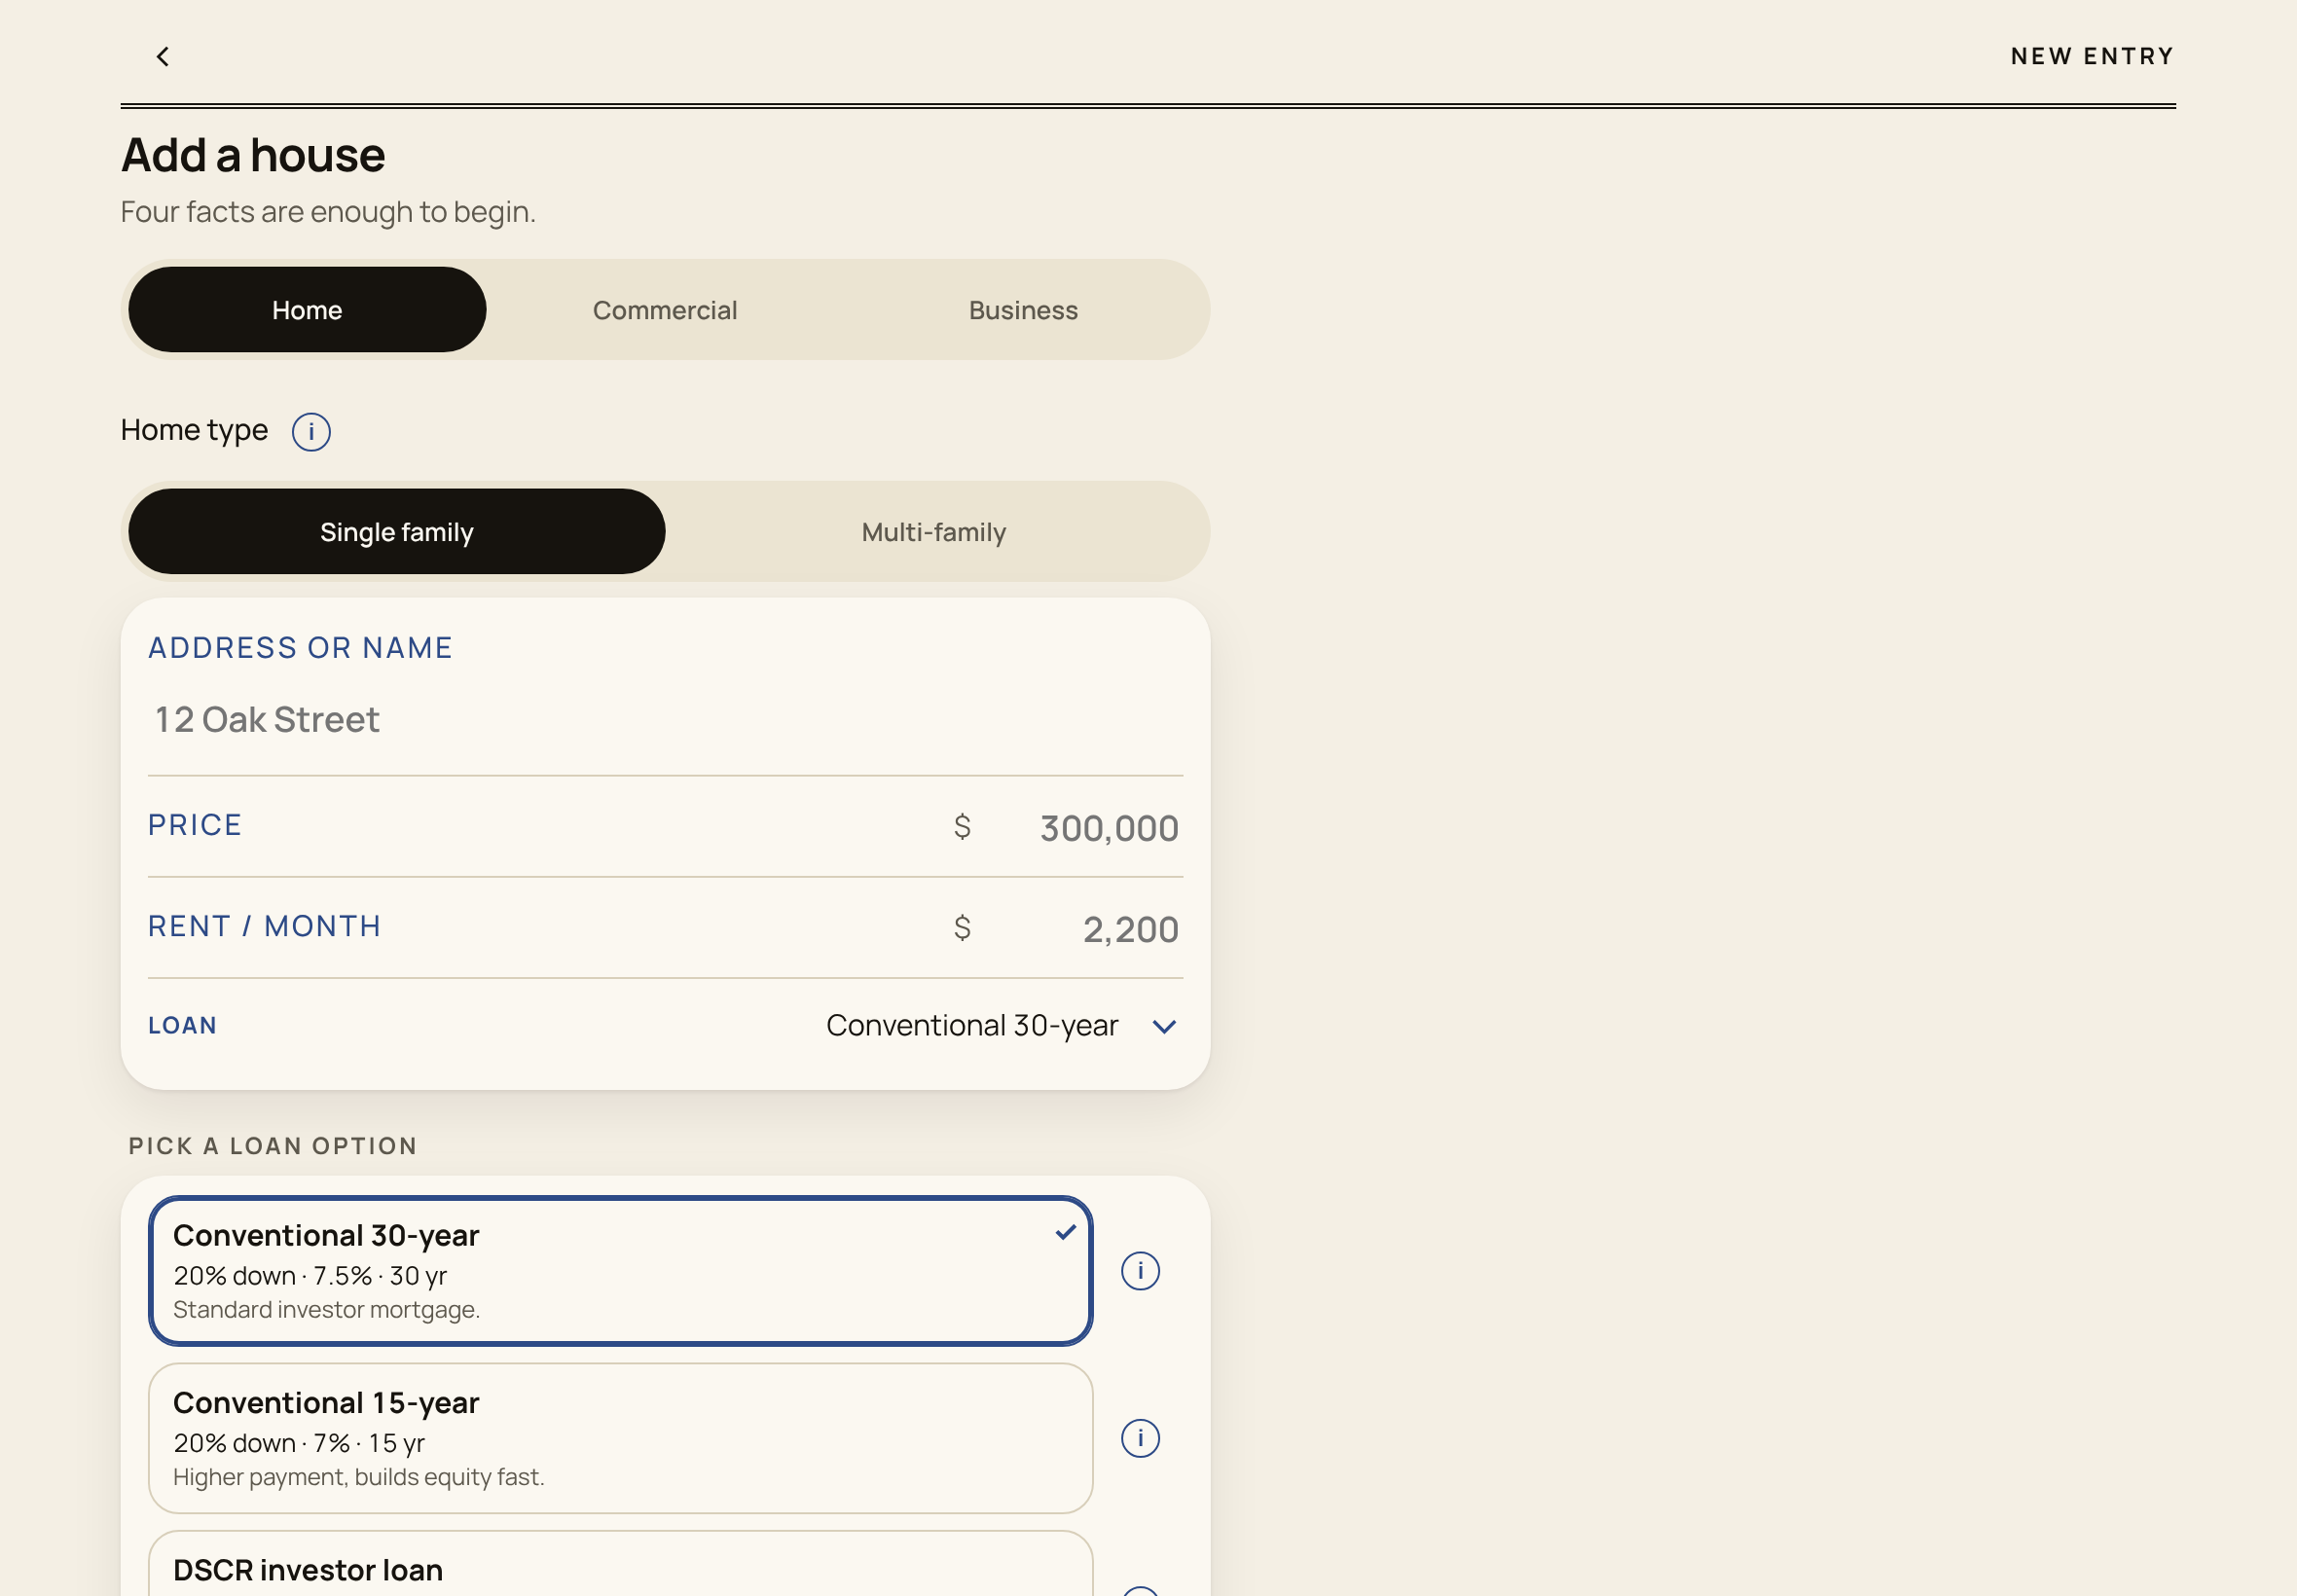 NEW ENTRY
Add a house
Four facts are enough to begin.
Home Commercial Business
Home type i
Single family Multi-family
ADDRESS OR NAME
12 Oak Street
PRICE $ 300,000
RENT / MONTH $ 2,200
LOAN Conventional 30-year
PICK A LOAN OPTION
Conventional 30-year
20% down · 7.5% · 30 yr
Standard investor mortgage.
i
Conventional 15-year
20% down · 7% · 15 yr
Higher payment, builds equity fast.
i
DSCR investor loan